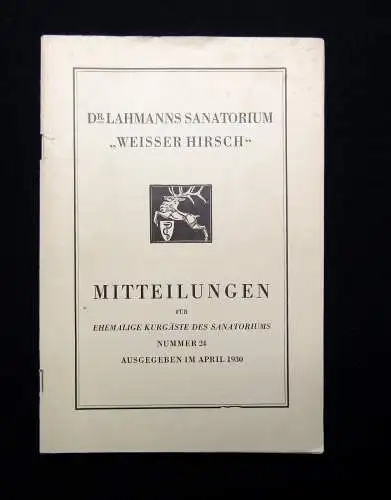 DR. LAHMANNS SANATORIUM
„WEISSER HIRSCH“
MITTEILUNGEN
FÜR
EHEMALIGE KURGÄSTE DES SANATORIUMS
NUMMER 24
AUSGEGEBEN IM APRIL 1930